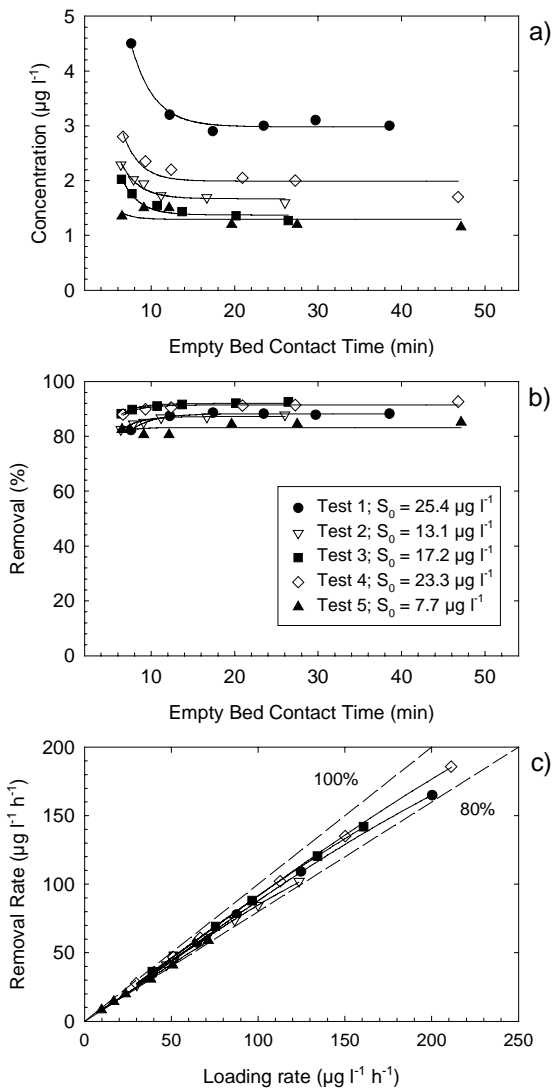 a)
Concentration (µg l⁻¹)
5
4
3
2
1
0
10 20 30 40 50
Empty Bed Contact Time (min)
b)
Removal (%)
100
80
60
40
20
0
Test 1; S₀ = 25.4 µg l⁻¹
Test 2; S₀ = 13.1 µg l⁻¹
Test 3; S₀ = 17.2 µg l⁻¹
Test 4; S₀ = 23.3 µg l⁻¹
Test 5; S₀ = 7.7 µg l⁻¹
10 20 30 40 50
Empty Bed Contact Time (min)
c)
Removal Rate (µg l⁻¹ h⁻¹)
200
150
100
50
0
100%
80%
0 50 100 150 200 250
Loading rate (µg l⁻¹ h⁻¹)